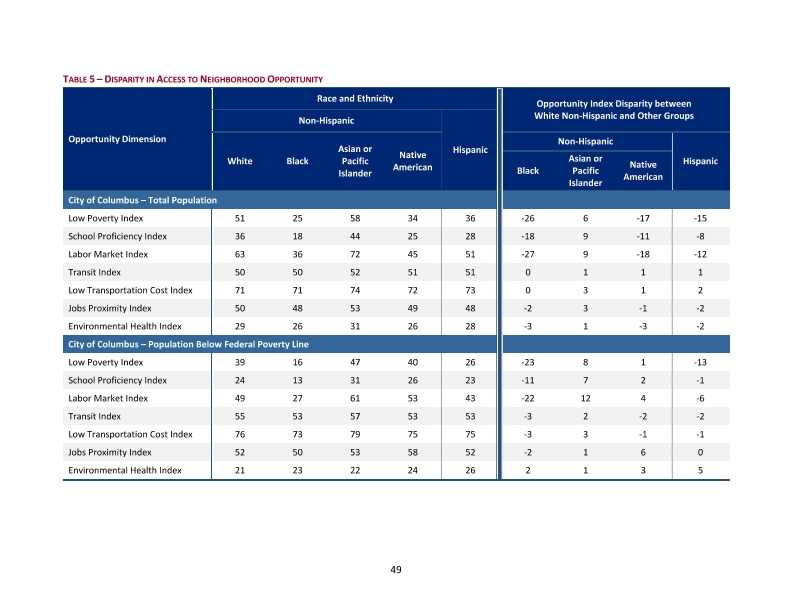 TABLE 5 – DISPARITY IN ACCESS TO NEIGHBORHOOD OPPORTUNITY
Opportunity Dimension
Race and Ethnicity
Non-Hispanic
White
Black
Asian or
Pacific
Islander
Native
American
Hispanic
Opportunity Index Disparity between
White Non-Hispanic and Other Groups
Non-Hispanic
Black
Asian or
Pacific
Islander
Native
American
Hispanic
City of Columbus – Total Population
Low Poverty Index 51 25 58 34 36 -26 6 -17 -15
School Proficiency Index 36 18 44 25 28 -18 9 -11 -8
Labor Market Index 63 36 72 45 51 -27 9 -18 -12
Transit Index 50 50 52 51 51 0 1 1 1
Low Transportation Cost Index 71 71 74 72 73 0 3 1 2
Jobs Proximity Index 50 48 53 49 48 -2 3 -1 -2
Environmental Health Index 29 26 31 26 28 -3 1 -3 -2
City of Columbus – Population Below Federal Poverty Line
Low Poverty Index 39 16 47 40 26 -23 8 1 -13
School Proficiency Index 24 13 31 26 23 -11 7 2 -1
Labor Market Index 49 27 61 53 43 -22 12 4 -6
Transit Index 55 53 57 53 53 -3 2 -2 -2
Low Transportation Cost Index 76 73 79 75 75 -3 3 -1 -1
Jobs Proximity Index 52 50 53 58 52 -2 1 6 0
Environmental Health Index 21 23 22 24 26 2 1 3 5
49